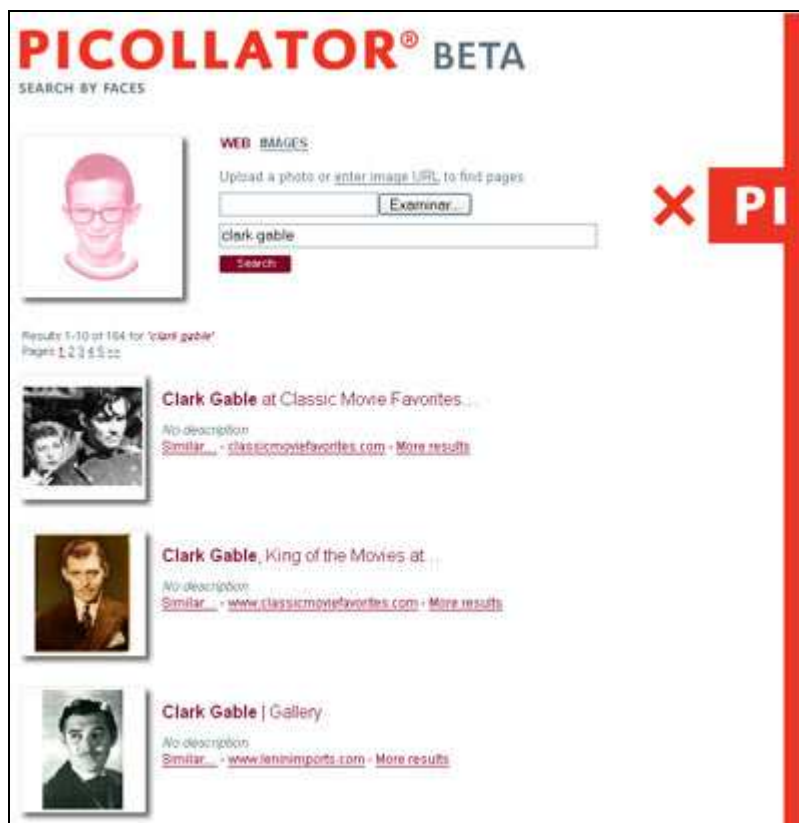 PICOLLATOR® BETA
SEARCH BY FACES
WEB IMAGES
Upload a photo or enter image URL to find pages
Examinar...
clark gable
Search
PI
Results 1-10 of 164 for 'clark gable'
Pages 1 2 3 4 5 >>
Clark Gable at Classic Movie Favorites...
No description
Similar... - classicmoviefavorites.com - More results
Clark Gable, King of the Movies at...
No description
Similar... - www.classicmoviefavorites.com - More results
Clark Gable | Gallery
No description
Similar... - www.leninimports.com - More results